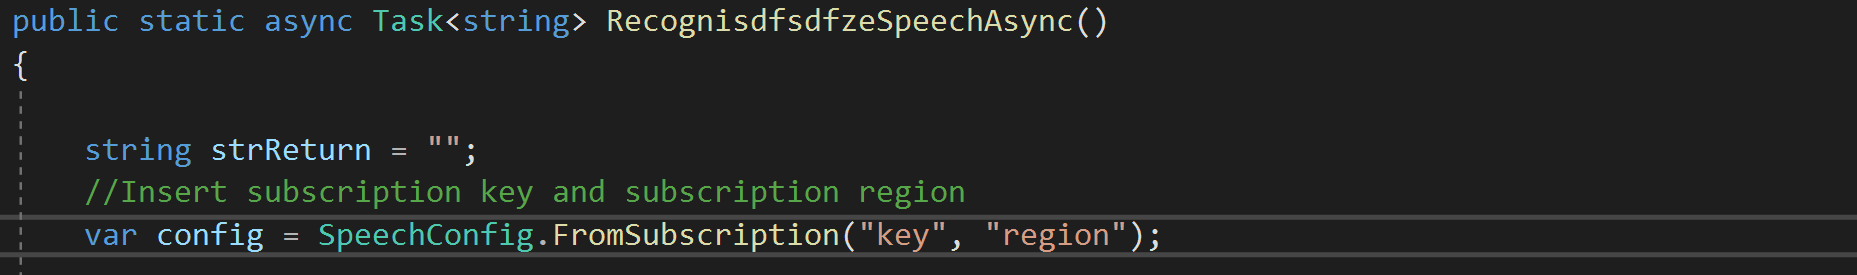 public static async Task<string> RecognisdfsdfzeSpeechAsync()
{
string strReturn = "";
//Insert subscription key and subscription region
var config = SpeechConfig.FromSubscription("key", "region");